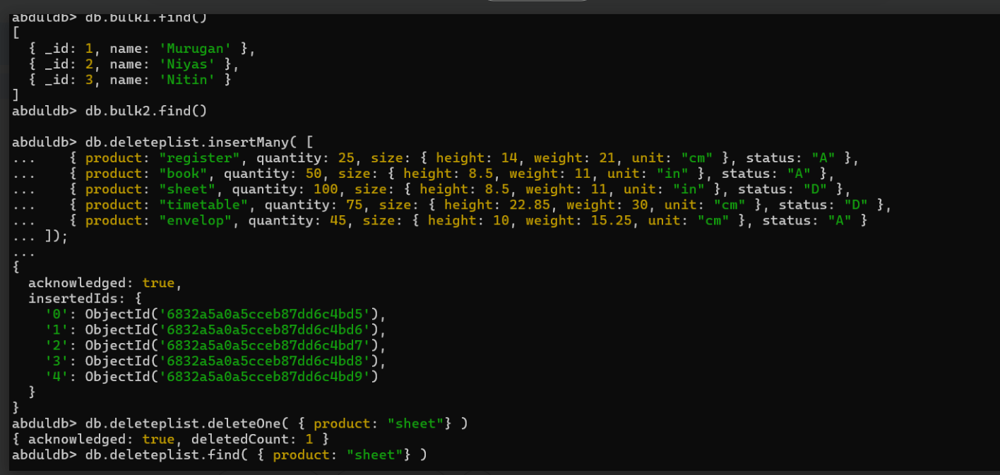 abduldb> db.bulk1.find()
[
  { _id: 1, name: 'Murugan' },
  { _id: 2, name: 'Niyas' },
  { _id: 3, name: 'Nitin' }
]
abduldb> db.bulk2.find()

abduldb> db.deleteplist.insertMany( [
...     { product: "register", quantity: 25, size: { height: 14, weight: 21, unit: "cm" }, status: "A" },
...     { product: "book", quantity: 50, size: { height: 8.5, weight: 11, unit: "in" }, status: "A" },
...     { product: "sheet", quantity: 100, size: { height: 8.5, weight: 11, unit: "in" }, status: "D" },
...     { product: "timetable", quantity: 75, size: { height: 22.85, weight: 30, unit: "cm" }, status: "D" },
...     { product: "envelop", quantity: 45, size: { height: 10, weight: 15.25, unit: "cm" }, status: "A" }
... ]);
...
{
  acknowledged: true,
  insertedIds: {
    '0': ObjectId('6832a5a0a5cceb87dd6c4bd5'),
    '1': ObjectId('6832a5a0a5cceb87dd6c4bd6'),
    '2': ObjectId('6832a5a0a5cceb87dd6c4bd7'),
    '3': ObjectId('6832a5a0a5cceb87dd6c4bd8'),
    '4': ObjectId('6832a5a0a5cceb87dd6c4bd9')
  }
}
abduldb> db.deleteplist.deleteOne( { product: "sheet"} )
{ acknowledged: true, deletedCount: 1 }
abduldb> db.deleteplist.find( { product: "sheet"} )